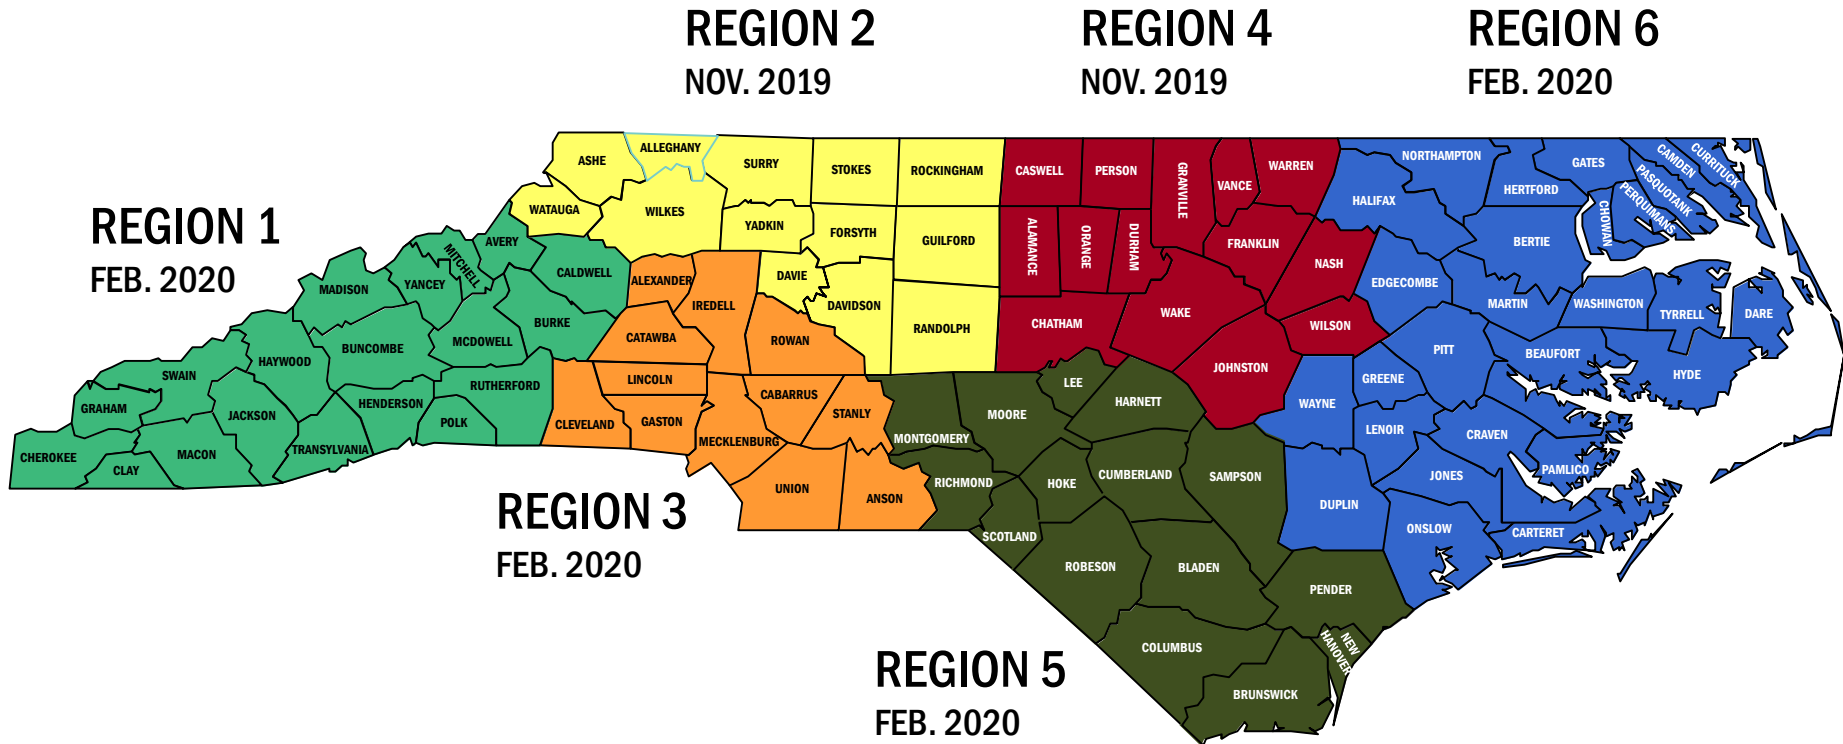 REGION 2
NOV. 2019
REGION 4
NOV. 2019
REGION 6
FEB. 2020
REGION 1
FEB. 2020
REGION 3
FEB. 2020
REGION 5
FEB. 2020
ASHE
ALLEGHANY
SURRY
STOKES
ROCKINGHAM
WATAUGA
WILKES
YADKIN
FORSYTH
GUILFORD
DAVIE
DAVIDSON
RANDOLPH
CASWELL
PERSON
GRANVILLE
VANCE
WARREN
ALAMANCE
ORANGE
DURHAM
FRANKLIN
NASH
WAKE
CHATHAM
WILSON
JOHNSTON
NORTHAMPTON
HERTFORD
GATES
CAMDEN
CURRITUCK
PASQUOTANK
PERQUIMANS
CHOWAN
HALIFAX
BERTIE
EDGECOMBE
MARTIN
WASHINGTON
TYRRELL
DARE
PITT
BEAUFORT
HYDE
GREENE
WAYNE
LENOIR
CRAVEN
PAMLICO
JONES
DUPLIN
ONSLOW
CARTERET
AVERY
MITCHELL
YANCEY
MADISON
CALDWELL
BURKE
MCDOWELL
BUNCOMBE
HAYWOOD
SWAIN
RUTHERFORD
HENDERSON
POLK
GRAHAM
JACKSON
TRANSYLVANIA
MACON
CHEROKEE
CLAY
ALEXANDER
IREDELL
CATAWBA
ROWAN
LINCOLN
CABARRUS
STANLY
CLEVELAND
GASTON
MECKLENBURG
UNION
ANSON
LEE
MOORE
HARNETT
MONTGOMERY
RICHMOND
HOKE
CUMBERLAND
SAMPSON
SCOTLAND
ROBESON
BLADEN
PENDER
COLUMBUS
NEW
HANOVER
BRUNSWICK